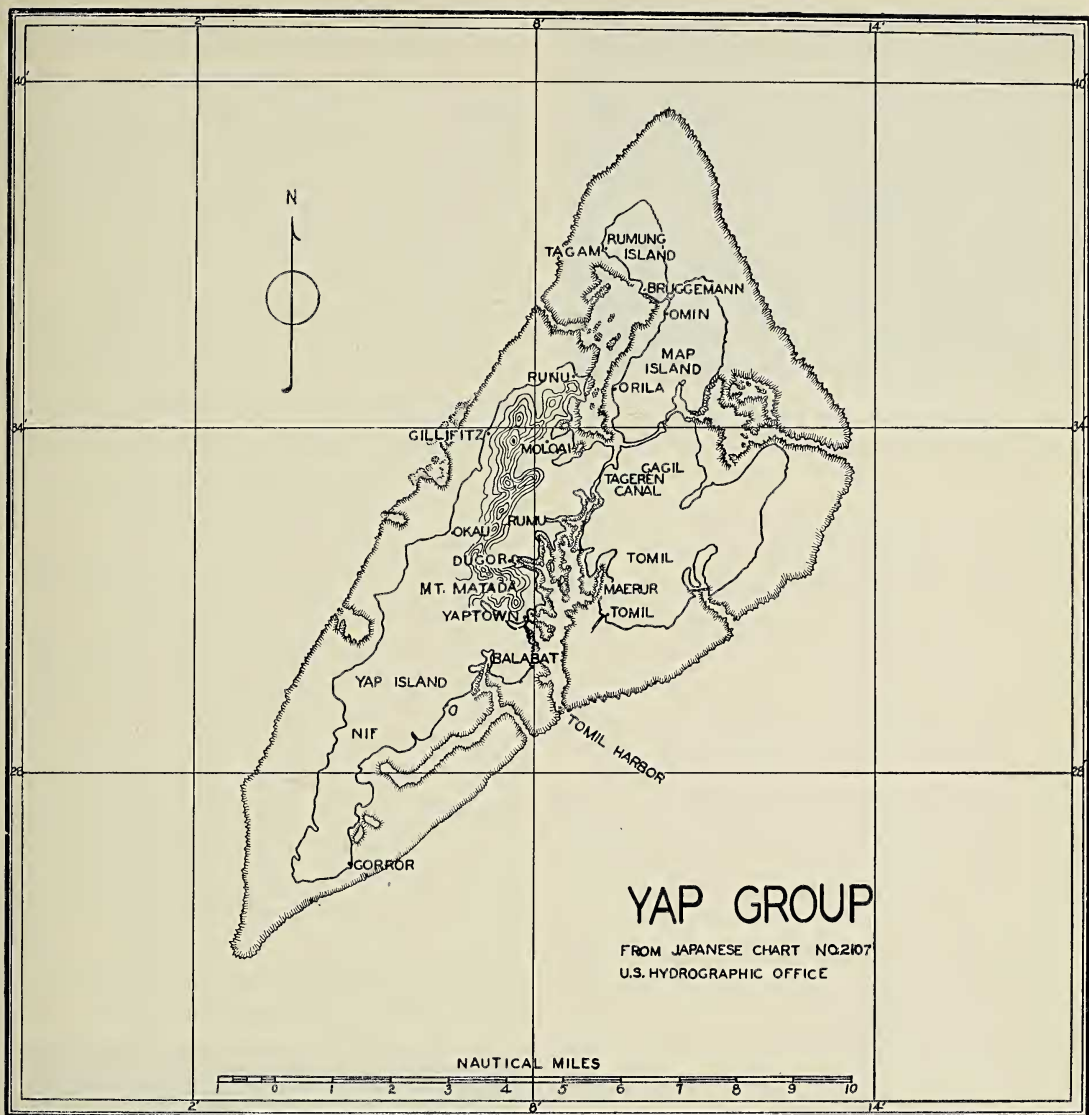 2' 8' 14'
40' 40'
N
RUMUNG
ISLAND
TAGAM
BRUGGEMANN
OMIN
MAP
ISLAND
RUNU
ORILA
34' 34'
GILLIFITZ
MOLOAI
GAGIL
TAGEREN
CANAL
RUMU
OKAU
DUGOR
TOMIL
MT. MATADA
MAERUR
YAPTOWN
TOMIL
BALABAT
YAP ISLAND
NIF
TOMIL HARBOR
28' 28'
GORROR
YAP GROUP
FROM JAPANESE CHART NO.2107
U.S. HYDROGRAPHIC OFFICE
NAUTICAL MILES
1 0 1 2 3 4 5 6 7 8 9 10
2' 8' 14'